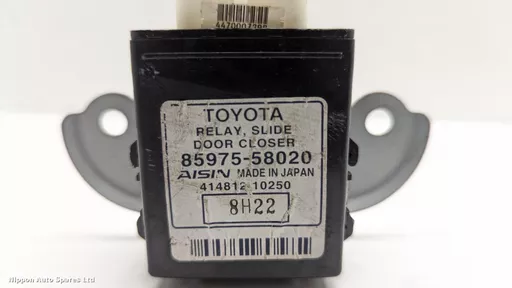 TOYOTA
RELAY, SLIDE
DOOR CLOSER
85975-58020
AISIN MADE IN JAPAN
414812-10250
8H22
Nippon Auto Spares Ltd